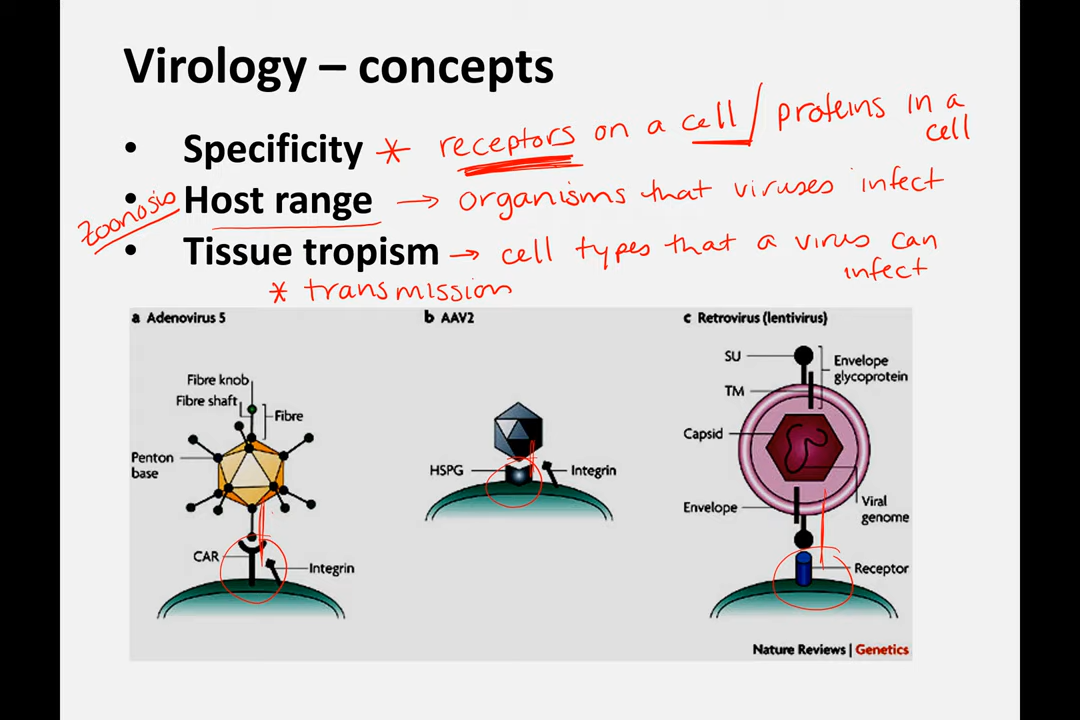 Virology – concepts
• Specificity * receptors on a cell / proteins in a cell
zoonosis
• Host range → organisms that viruses infect
• Tissue tropism → cell types that a virus can infect
* transmission
a Adenovirus 5
Fibre knob
Fibre shaft
Fibre
Penton base
CAR
Integrin
b AAV2
HSPG
Integrin
c Retrovirus (lentivirus)
SU
Envelope glycoprotein
TM
Capsid
Envelope
Viral genome
Receptor
Nature Reviews | Genetics